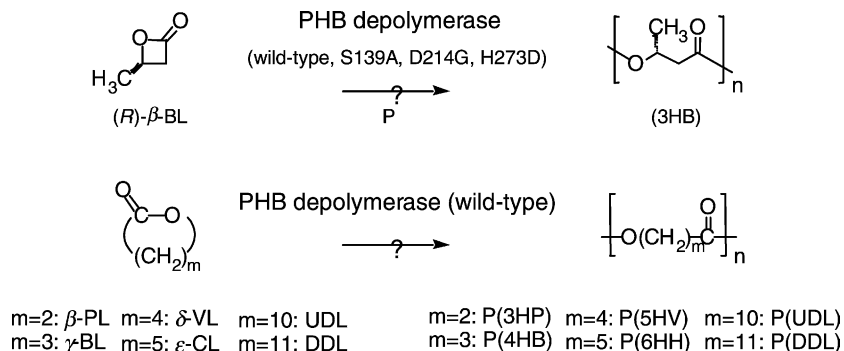 PHB depolymerase
(wild-type, S139A, D214G, H273D)
O
O
H₃C
?
P
CH₃
O
O
n
(R)-β-BL
(3HB)
O
C
O
(CH₂)m
PHB depolymerase (wild-type)
?
O
O(CH₂)m C
n
m=2: β-PL m=4: δ-VL m=10: UDL
m=3: γ-BL m=5: ε-CL m=11: DDL
m=2: P(3HP) m=4: P(5HV) m=10: P(UDL)
m=3: P(4HB) m=5: P(6HH) m=11: P(DDL)